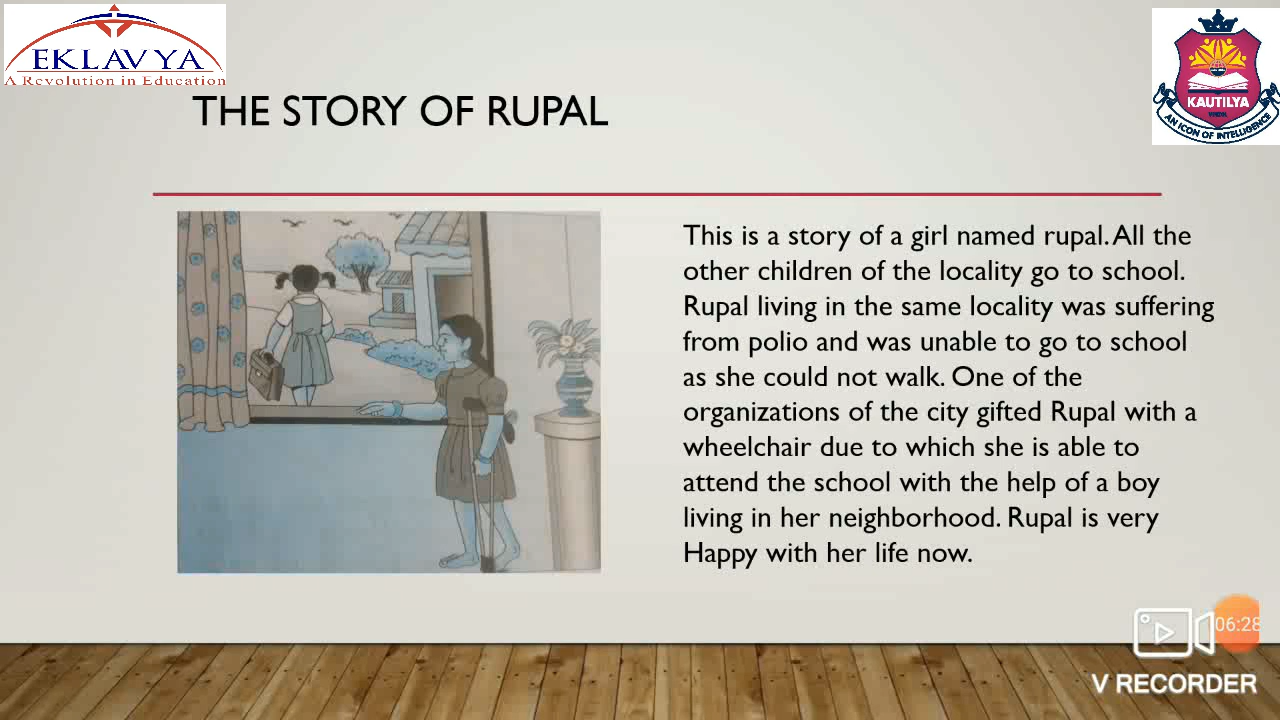 EKLAVYA
A Revolution in Education
KAUTILYA
AN ICON OF INTELLIGENCE
THE STORY OF RUPAL
This is a story of a girl named rupal. All the
other children of the locality go to school.
Rupal living in the same locality was suffering
from polio and was unable to go to school
as she could not walk. One of the
organizations of the city gifted Rupal with a
wheelchair due to which she is able to
attend the school with the help of a boy
living in her neighborhood. Rupal is very
Happy with her life now.
06:28
V RECORDER